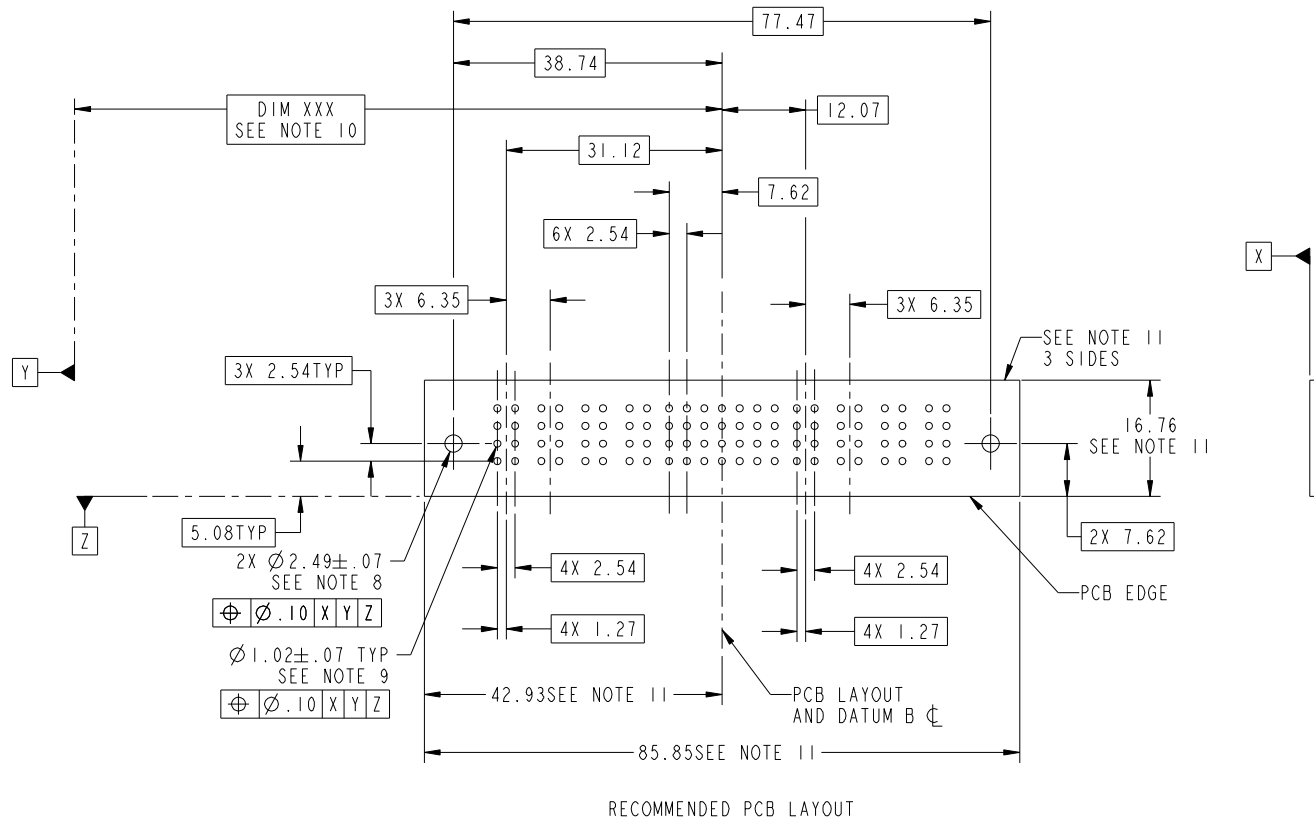 77.47
38.74
DIM XXX
SEE NOTE 10
12.07
31.12
7.62
6X 2.54
X
3X 6.35
3X 6.35
SEE NOTE 11
3 SIDES
Y
3X 2.54TYP
16.76
SEE NOTE 11
5.08TYP
Z
2X 7.62
2X Ø2.49±.07
SEE NOTE 8
⌖ Ø.10 X Y Z
4X 2.54
4X 2.54
PCB EDGE
4X 1.27
4X 1.27
Ø1.02±.07 TYP
SEE NOTE 9
⌖ Ø.10 X Y Z
42.93SEE NOTE 11
PCB LAYOUT
AND DATUM B ℄
85.85SEE NOTE 11
RECOMMENDED PCB LAYOUT